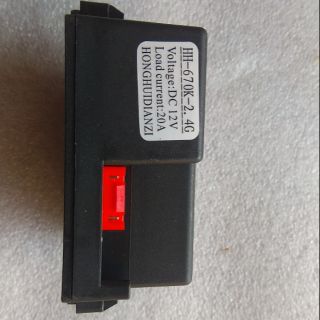 HH-670K-2.4G
Voltage:DC 12V
Load current:20A
HONGHUIDIANZI